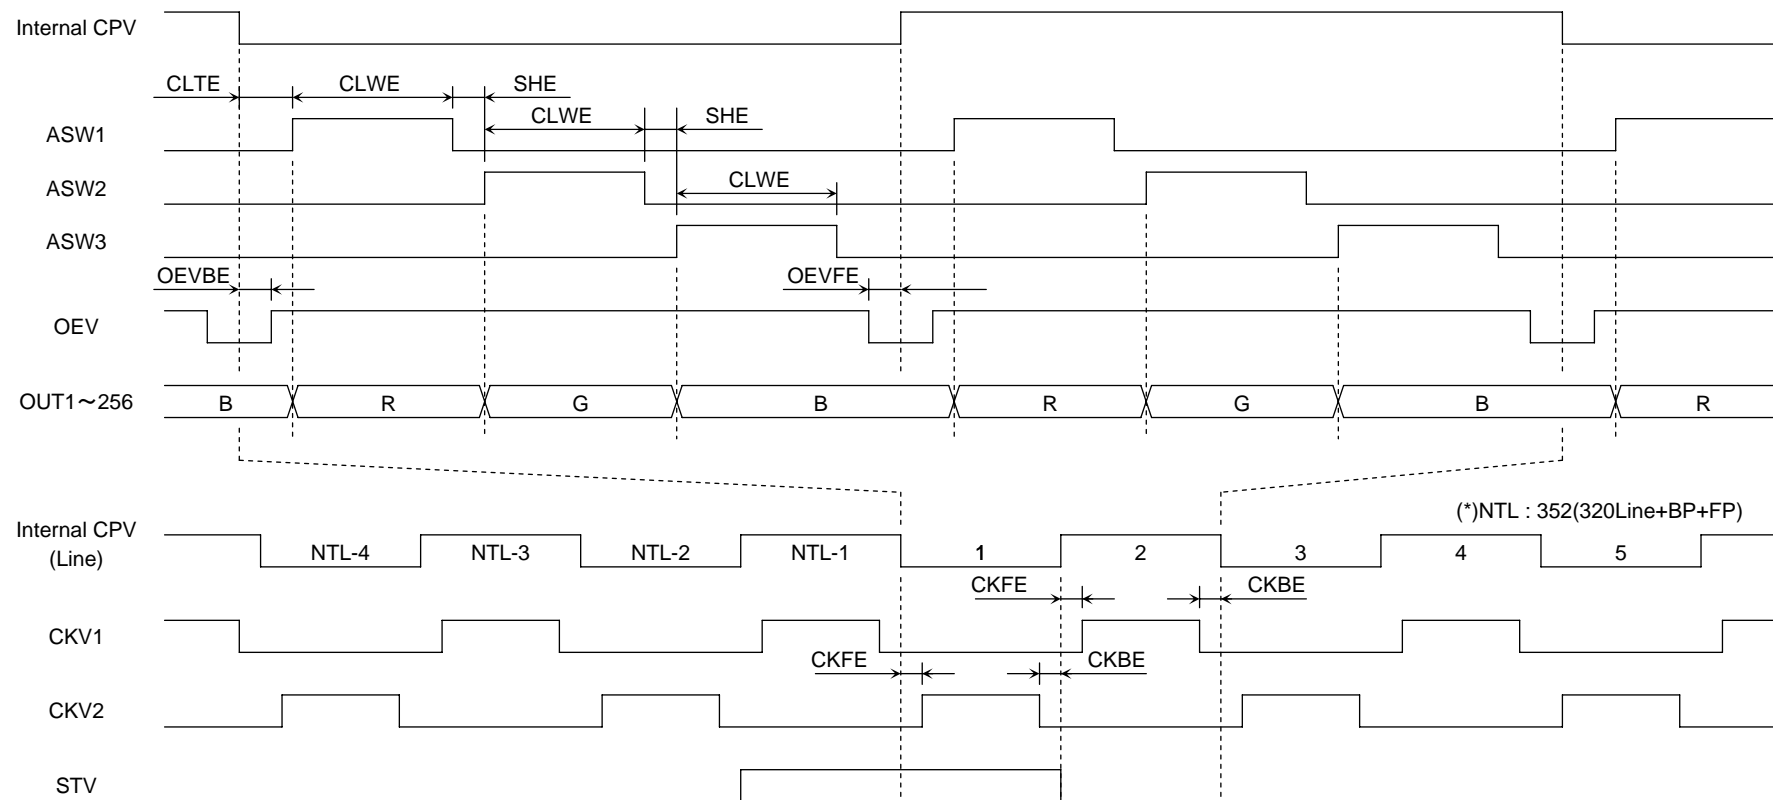 Internal CPV
CLTE CLWE SHE
CLWE SHE
ASW1
ASW2 CLWE
ASW3
OEVBE OEVFE
OEV
OUT1～256 B R G B R G B R
(*)NTL : 352(320Line+BP+FP)
Internal CPV
(Line)
NTL-4 NTL-3 NTL-2 NTL-1 1 2 3 4 5
CKFE CKBE
CKV1
CKFE CKBE
CKV2
STV